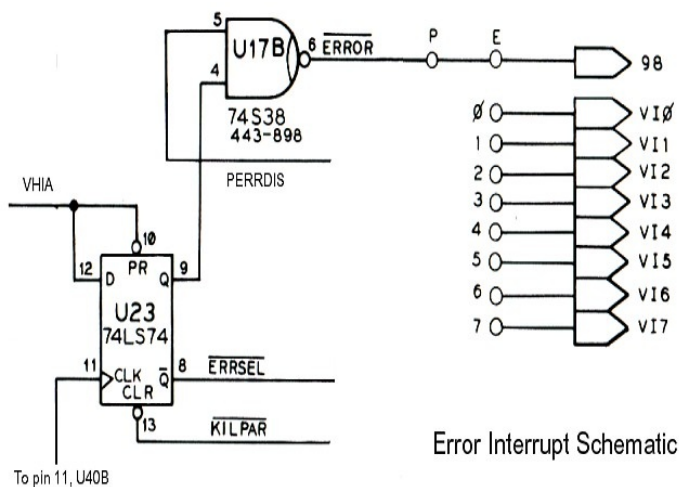 5
U17B
4
6
ERROR
P
E
98
74S38
443-898
PERRDIS
VHIA
Ø
VIØ
1
VI1
2
VI2
3
VI3
4
VI4
5
VI5
6
VI6
7
VI7
10
12
D
PR
Q
9
U23
74LS74
11
CLK
CLR
Q
8
ERRSEL
13
KILPAR
To pin 11, U40B
Error Interrupt Schematic